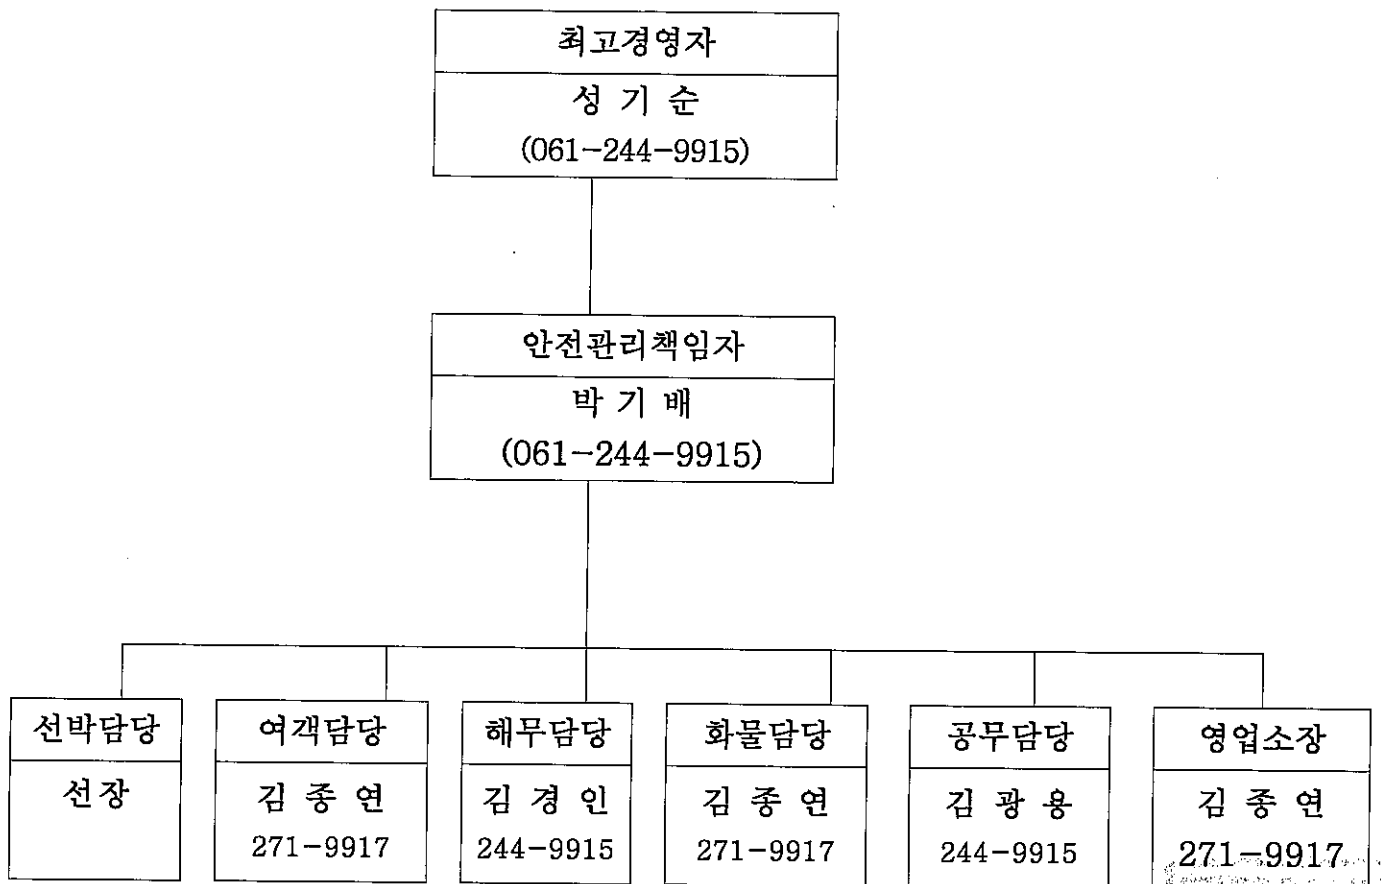 최고경영자
성 기 순
(061-244-9915)
안전관리책임자
박 기 배
(061-244-9915)
선박담당
선장
여객담당
김 종 연
271-9917
해무담당
김 경 인
244-9915
화물담당
김 종 연
271-9917
공무담당
김 광 용
244-9915
영업소장
김 종 연
271-9917